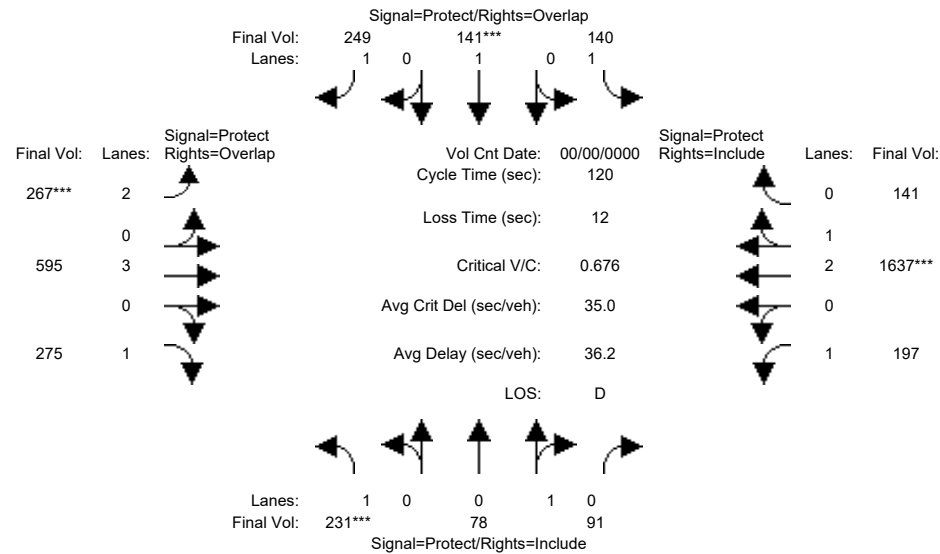 Signal=Protect/Rights=Overlap
Final Vol: 249 141*** 140
Lanes: 1 0 1 0 1
Signal=Protect
Final Vol: Lanes: Rights=Overlap
Vol Cnt Date: 00/00/0000
Cycle Time (sec): 120
Signal=Protect
Rights=Include Lanes: Final Vol:
267*** 2
0 141
Loss Time (sec): 12
0
1
595 3
Critical V/C: 0.676
2 1637***
0
Avg Crit Del (sec/veh): 35.0
0
275 1
Avg Delay (sec/veh): 36.2
1 197
LOS: D
Lanes: 1 0 0 1 0
Final Vol: 231*** 78 91
Signal=Protect/Rights=Include